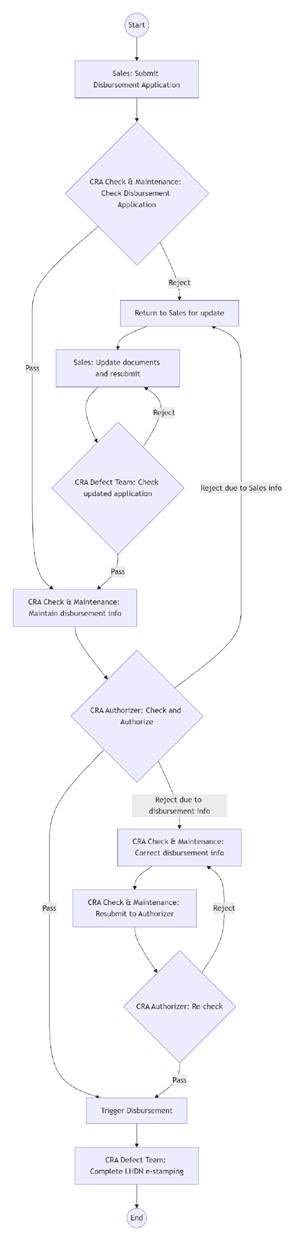 Start
Sales: Submit
Disbursement Application
CRA Check & Maintenance:
Check Disbursement
Application
Reject
Return to Sales for update
Pass
Sales: Update documents
and resubmit
Reject
CRA Defect Team: Check
updated application
Reject due to Sales info
Pass
CRA Check & Maintenance:
Maintain disbursement info
CRA Authorizer: Check and
Authorize
Reject due to
disbursement info
CRA Check & Maintenance:
Correct disbursement info
CRA Check & Maintenance:
Resubmit to Authorizer
Pass
Reject
CRA Authorizer: Re-check
Pass
Trigger Disbursement
CRA Defect Team:
Complete LHDN e-stamping
End